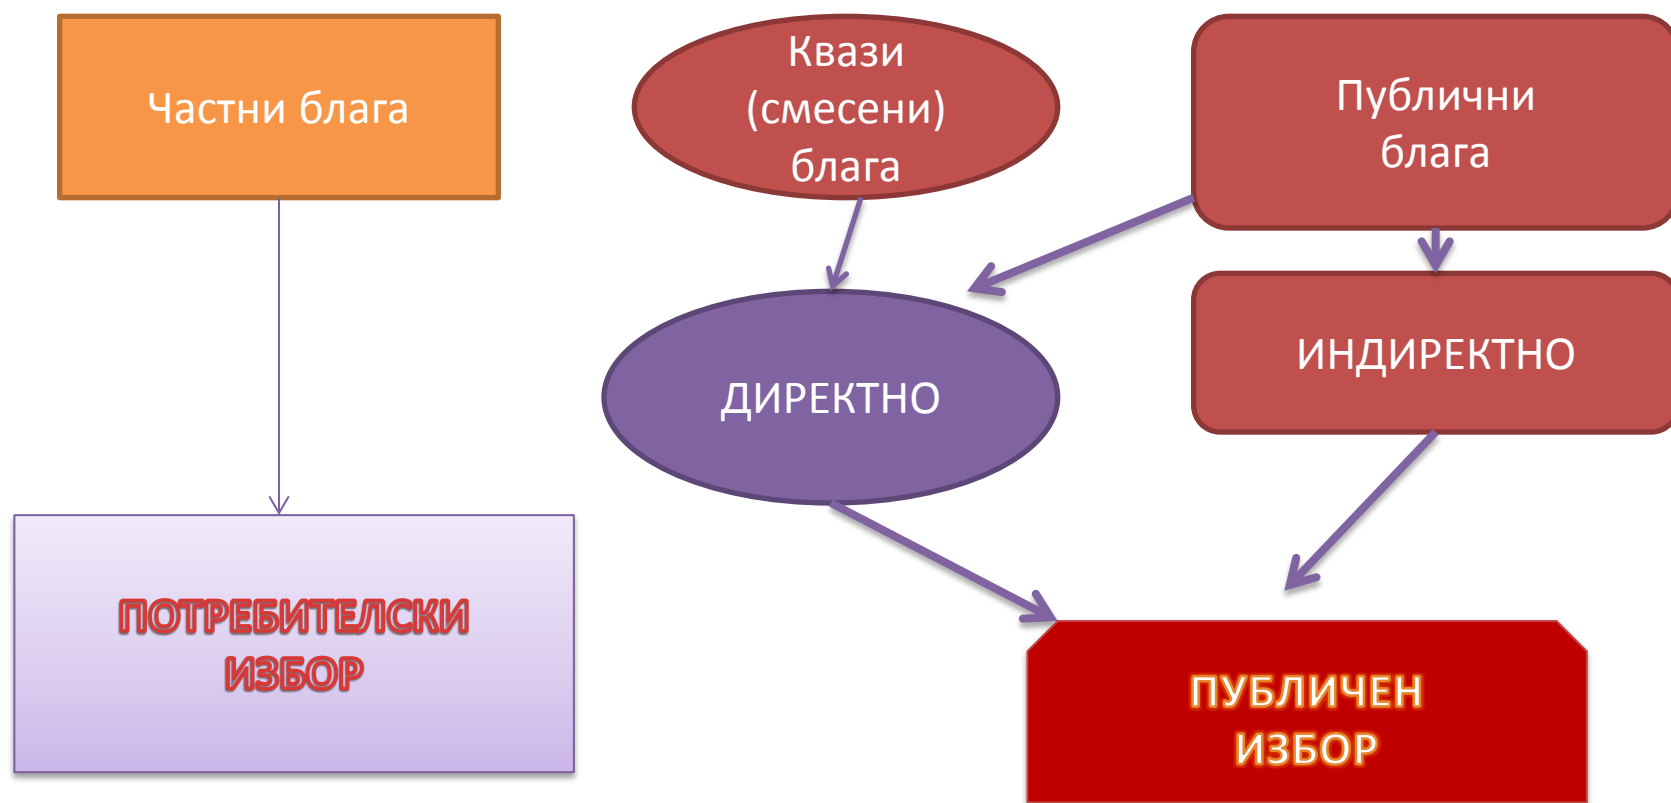 Частни блага
Квази
(смесени)
блага
Публични
блага
ДИРЕКТНО
ИНДИРЕКТНО
ПОТРЕБИТЕЛСКИ
ИЗБОР
ПУБЛИЧЕН
ИЗБОР